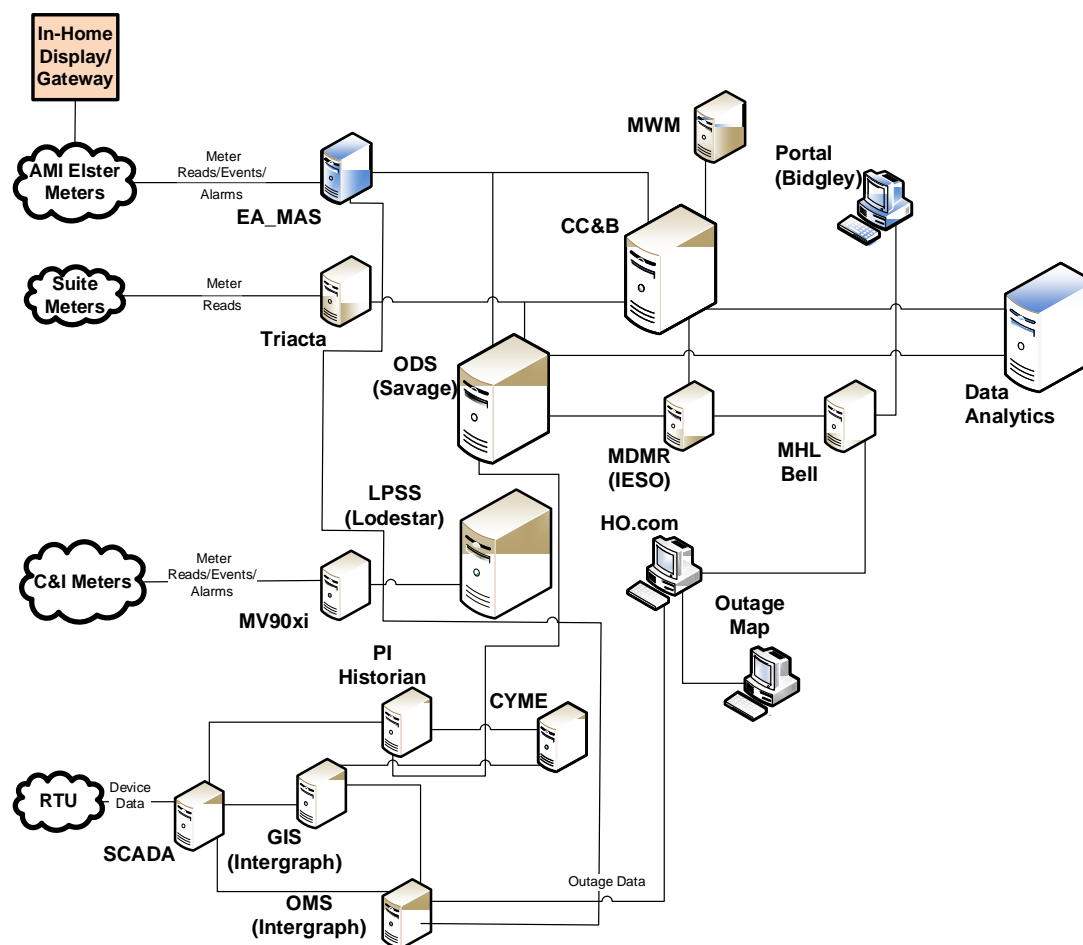 In-Home
Display/
Gateway
MWM
Portal
(Bidgley)
AMI Elster
Meters
Meter
Reads/Events/
Alarms
EA_MAS
CC&B
Suite
Meters
Meter
Reads
Triacta
ODS
(Savage)
Data
Analytics
MDMR
(IESO)
MHL
Bell
LPSS
(Lodestar)
HO.com
C&I Meters
Meter
Reads/Events/
Alarms
MV90xi
Outage
Map
PI
Historian
CYME
RTU
Device
Data
SCADA
GIS
(Intergraph)
OMS
(Intergraph)
Outage Data